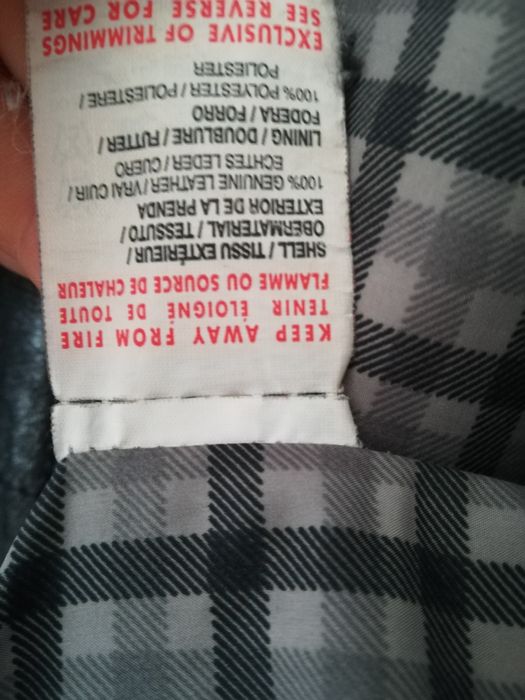 KEEP AWAY FROM FIRE
TENIR ÉLOIGNÉ DE TOUTE
FLAMME OU SOURCE DE CHALEUR
SHELL / TISSU EXTÉRIEUR /
OBERMATERIAL / TESSUTO /
EXTERIOR DE LA PRENDA
100% GENUINE LEATHER / VRAI CUIR /
ECHTES LEDER / CUERO
LINING / DOUBLURE / FUTTER /
FODERA / FORRO
100% POLYESTER / POLIESTERE /
POLIESTER
EXCLUSIVE OF TRIMMINGS
SEE REVERSE FOR CARE